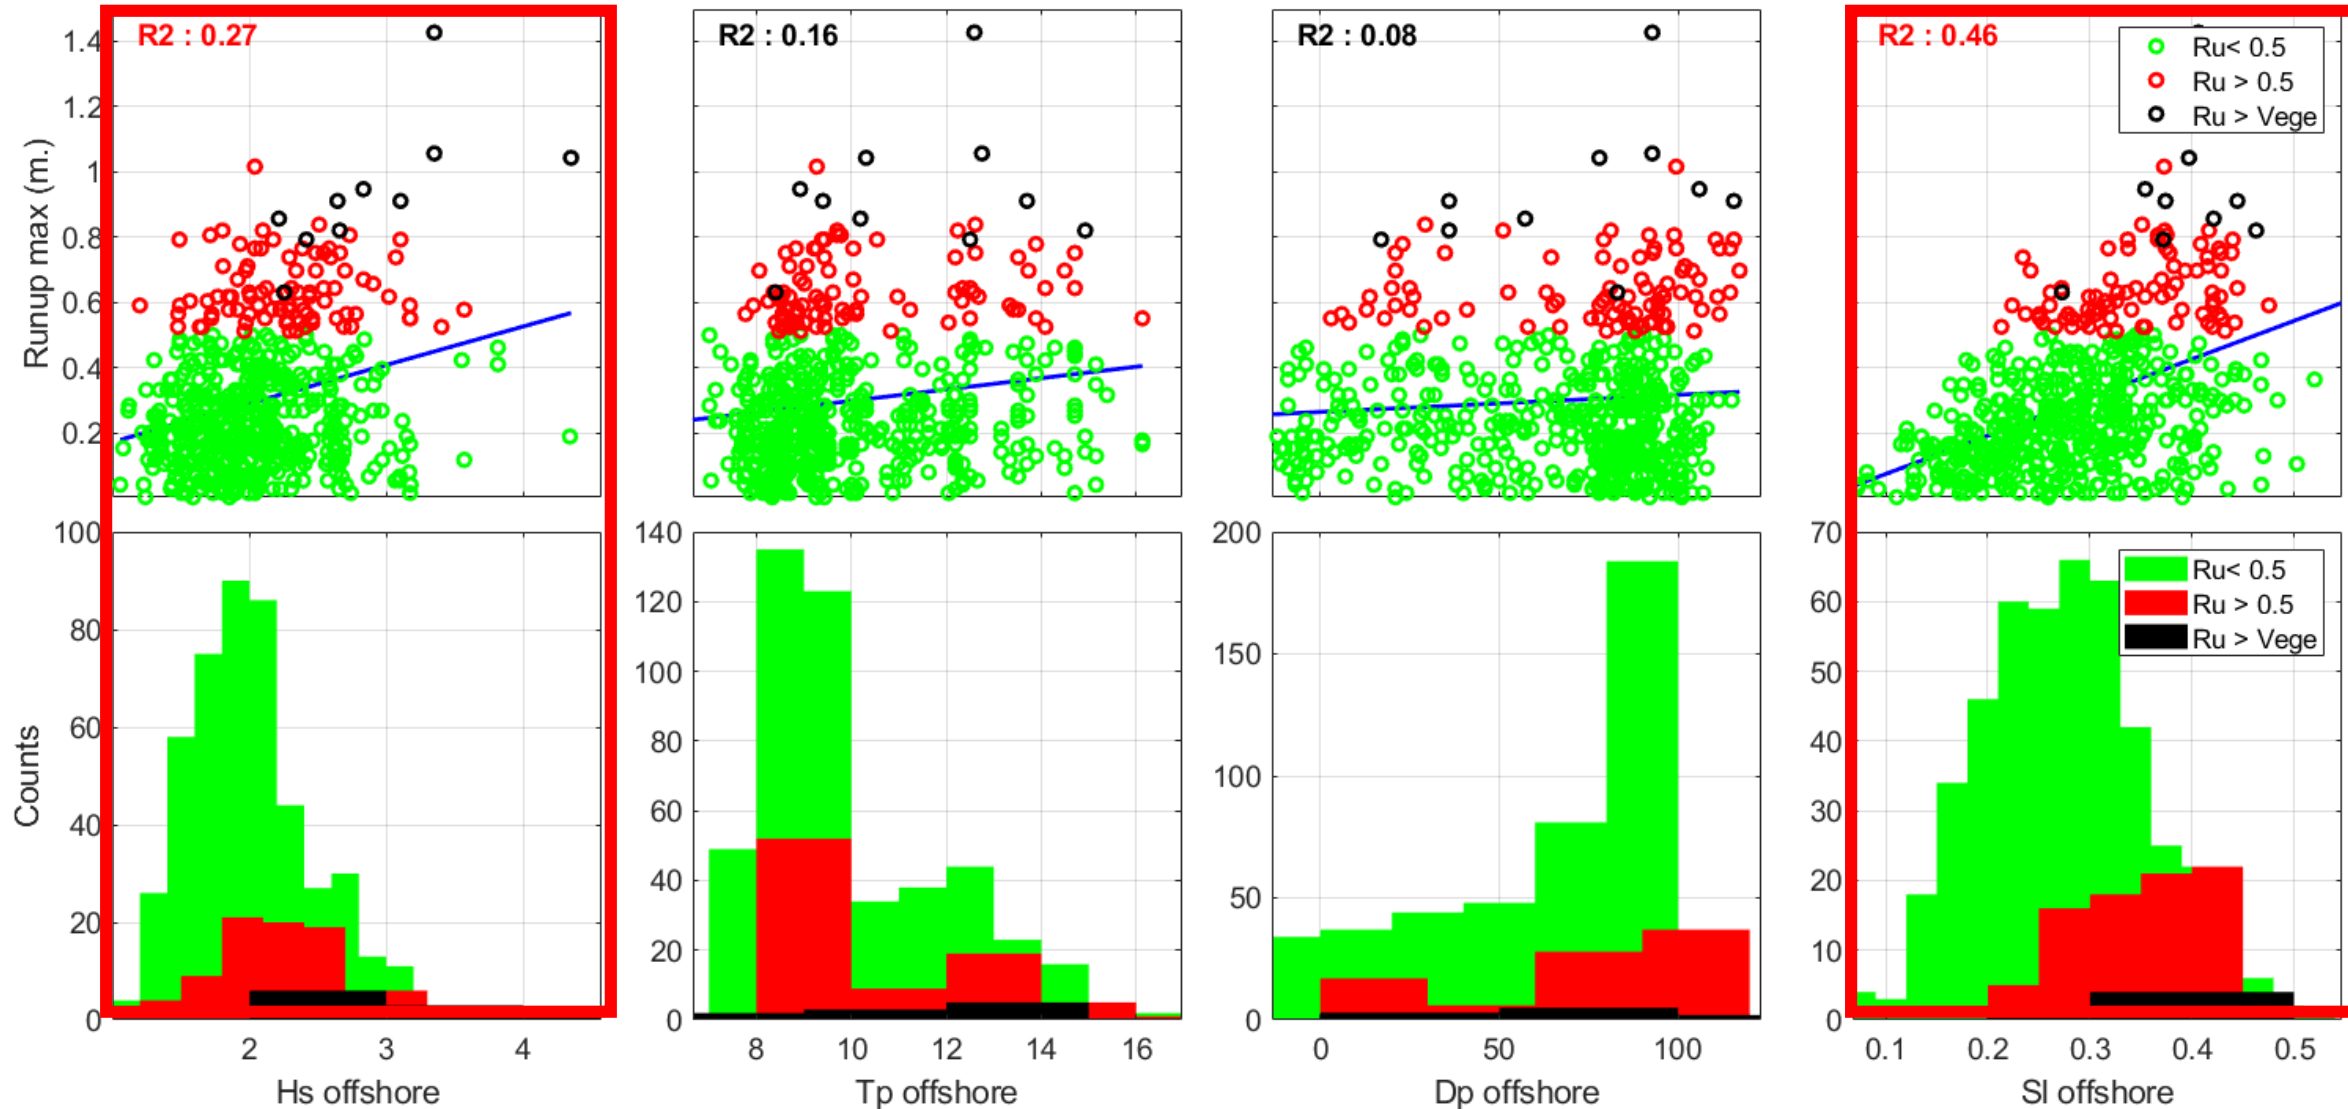 R2 : 0.27
R2 : 0.16
R2 : 0.08
R2 : 0.46
Ru< 0.5
Ru > 0.5
Ru > Vege
1.4
1.2
1
0.8
0.6
0.4
0.2
Runup max (m.)
100
80
60
40
20
0
Counts
140
120
100
80
60
40
20
0
200
150
100
50
0
70
60
50
40
30
20
10
0
Ru< 0.5
Ru > 0.5
Ru > Vege
2 3 4
8 10 12 14 16
0 50 100
0.1 0.2 0.3 0.4 0.5
Hs offshore
Tp offshore
Dp offshore
Sl offshore